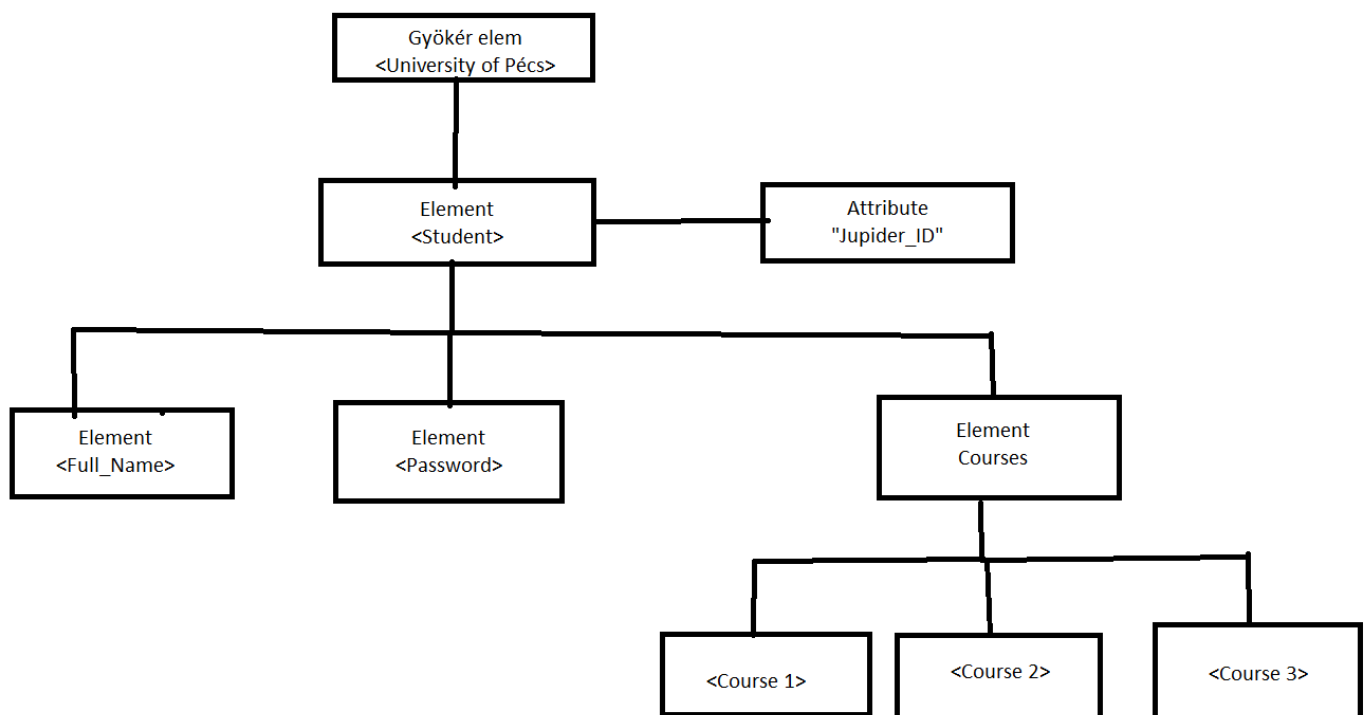 Gyökér elem
<University of Pécs>
Element
<Student>
Attribute
"Jupider_ID"
Element
<Full_Name>
Element
<Password>
Element
Courses
<Course 1>
<Course 2>
<Course 3>